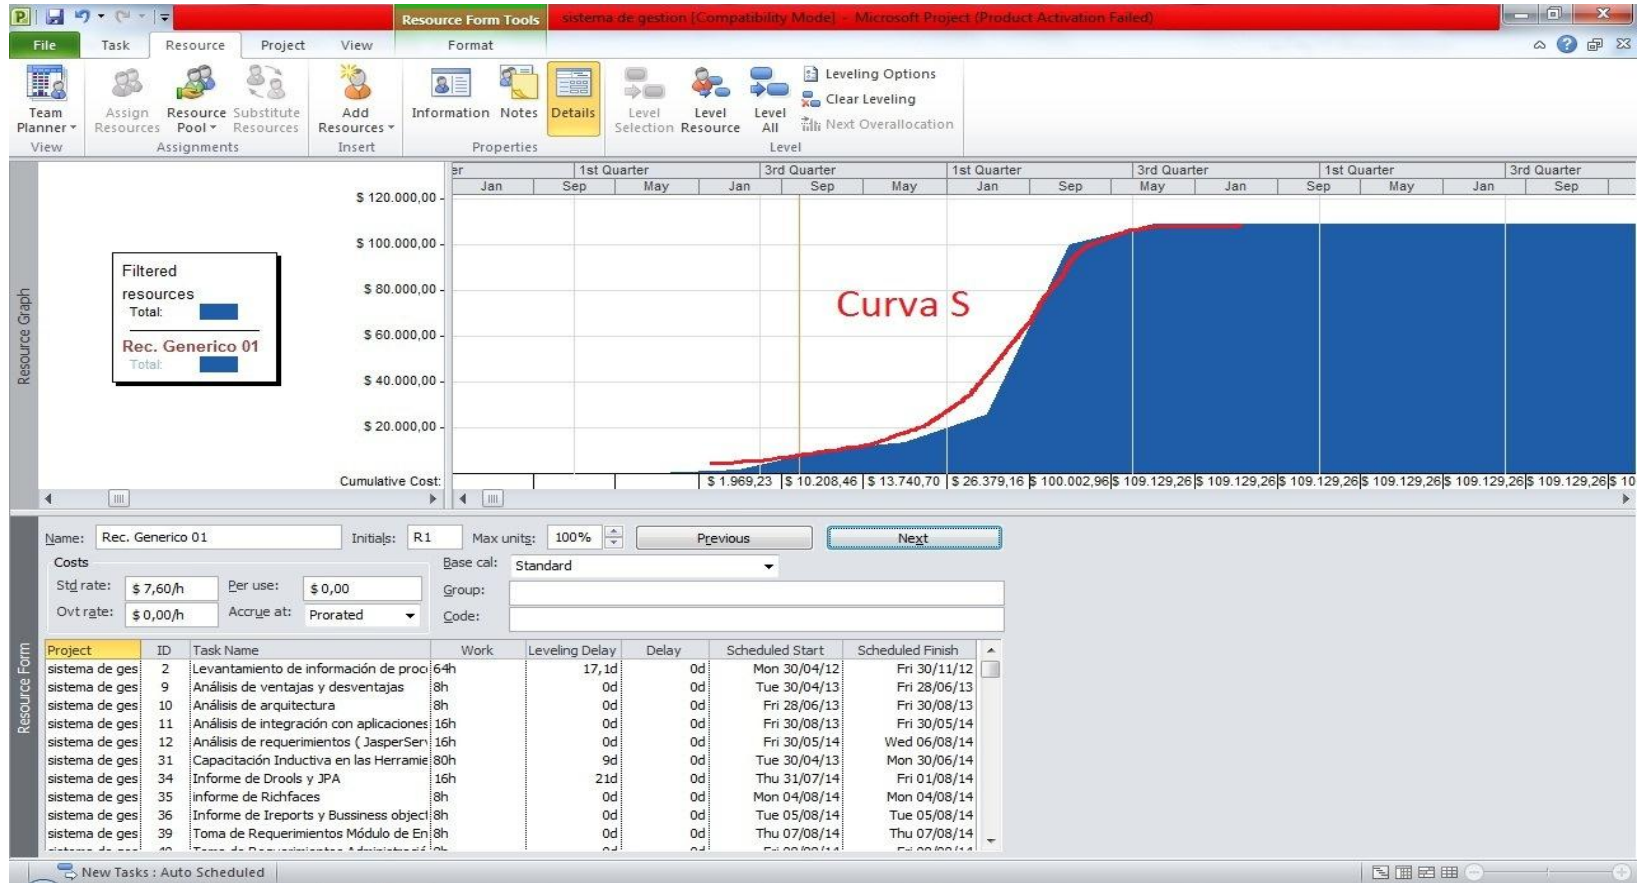 Resource Form Tools
sistema de gestion [Compatibility Mode] - Microsoft Project (Product Activation Failed)
File Task Resource Project View Format
Team Planner
Assign Resources
Resource Pool
Substitute Resources
Add Resources
Information
Notes
Details
Level Selection
Level Resource
Level All
Leveling Options
Clear Leveling
Next Overallocation
View Assignments Insert Properties Level
er 1st Quarter 3rd Quarter 1st Quarter 3rd Quarter 1st Quarter 3rd Quarter
Jan Sep May Jan Sep May Jan Sep May Jan Sep May Jan Sep
Resource Graph
Filtered
resources
Total:
Rec. Generico 01
Total:
$ 120.000,00
$ 100.000,00
$ 80.000,00
$ 60.000,00
$ 40.000,00
$ 20.000,00
Curva S
Cumulative Cost: $ 1.969,23 $ 10.208,46 $ 13.740,70 $ 26.379,16 $ 100.002,96 $ 109.129,26 $ 109.129,26 $ 109.129,26 $ 109.129,26 $ 109.129,26 $ 109.129,26 $ 10
Resource Form
Name: Rec. Generico 01 Initials: R1 Max units: 100% Previous Next
Costs
Std rate: $ 7,60/h Per use: $ 0,00
Ovt rate: $ 0,00/h Accrue at: Prorated
Base cal: Standard
Group:
Code:
Project ID Task Name Work Leveling Delay Delay Scheduled Start Scheduled Finish
sistema de ges 2 Levantamiento de información de proc 64h 17,1d 0d Mon 30/04/12 Fri 30/11/12
sistema de ges 9 Análisis de ventajas y desventajas 8h 0d 0d Tue 30/04/13 Fri 28/06/13
sistema de ges 10 Análisis de arquitectura 8h 0d 0d Fri 28/06/13 Fri 30/08/13
sistema de ges 11 Análisis de integración con aplicaciones 16h 0d 0d Fri 30/08/13 Fri 30/05/14
sistema de ges 12 Análisis de requerimientos ( JasperSer 16h 0d 0d Fri 30/05/14 Wed 06/08/14
sistema de ges 31 Capacitación Inductiva en las Herramie 80h 9d 0d Tue 30/04/13 Mon 30/06/14
sistema de ges 34 Informe de Drools y JPA 16h 21d 0d Thu 31/07/14 Fri 01/08/14
sistema de ges 35 informe de Richfaces 8h 0d 0d Mon 04/08/14 Mon 04/08/14
sistema de ges 36 Informe de Ireports y Bussiness object 8h 0d 0d Tue 05/08/14 Tue 05/08/14
sistema de ges 39 Toma de Requerimientos Módulo de En 8h 0d 0d Thu 07/08/14 Thu 07/08/14
New Tasks : Auto Scheduled